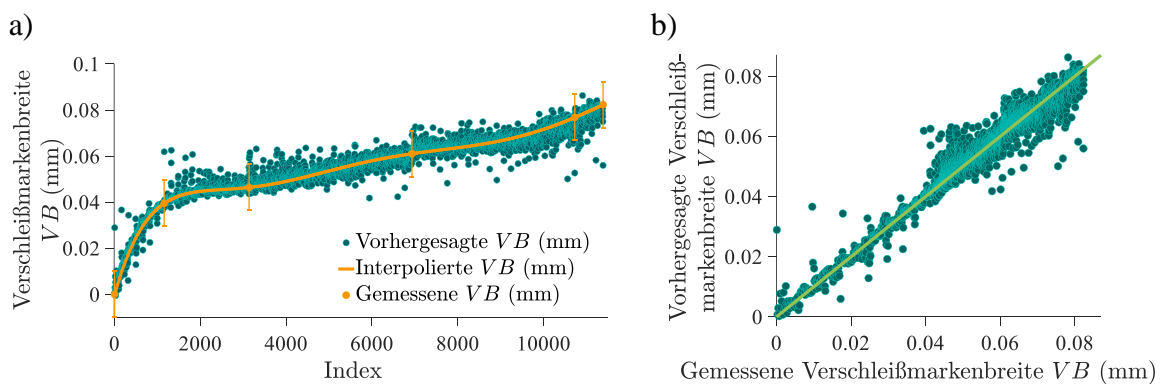 a)
Verschleißmarkenbreite
VB (mm)
0.1
0.08
0.06
0.04
0.02
0
0
2000
4000
6000
8000
10000
Index
Vorhergesagte VB (mm)
Interpolierte VB (mm)
Gemessene VB (mm)
b)
Vorhergesagte Verschleiß-
markenbreite VB (mm)
0.08
0.06
0.04
0.02
0
0
0.02
0.04
0.06
0.08
Gemessene Verschleißmarkenbreite VB (mm)